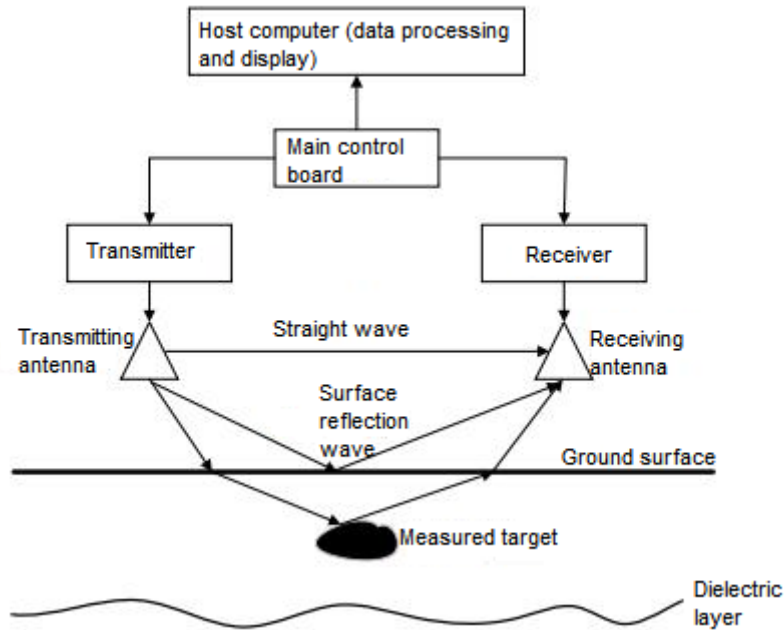 Host computer (data processing
and display)
Main control
board
Transmitter
Receiver
Transmitting
antenna
Straight wave
Receiving
antenna
Surface
reflection
wave
Ground surface
Measured target
Dielectric
layer